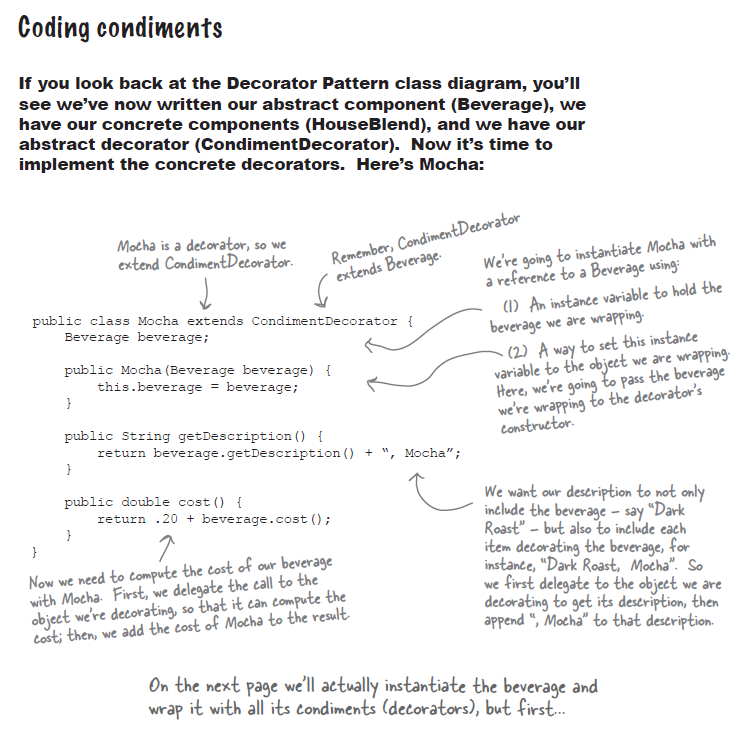 Coding condiments
If you look back at the Decorator Pattern class diagram, you'll
see we've now written our abstract component (Beverage), we
have our concrete components (HouseBlend), and we have our
abstract decorator (CondimentDecorator).  Now it's time to
implement the concrete decorators.  Here's Mocha:
Mocha is a decorator, so we
extend CondimentDecorator.
Remember, CondimentDecorator
extends Beverage.
We're going to instantiate Mocha with
a reference to a Beverage using:
(1) An instance variable to hold the
beverage we are wrapping.
(2) A way to set this instance
variable to the object we are wrapping.
Here, we're going to pass the beverage
we're wrapping to the decorator's
constructor.
public class Mocha extends CondimentDecorator {
    Beverage beverage;
    public Mocha(Beverage beverage) {
        this.beverage = beverage;
    }
    public String getDescription() {
        return beverage.getDescription() + “, Mocha”;
    }
    public double cost() {
        return .20 + beverage.cost();
    }
}
We want our description to not only
include the beverage – say “Dark
Roast” – but also to include each
item decorating the beverage, for
instance, “Dark Roast, Mocha”. So
we first delegate to the object we are
decorating to get its description, then
append “, Mocha” to that description.
Now we need to compute the cost of our beverage
with Mocha. First, we delegate the call to the
object we're decorating, so that it can compute the
cost; then, we add the cost of Mocha to the result.
On the next page we'll actually instantiate the beverage and
wrap it with all its condiments (decorators), but first...